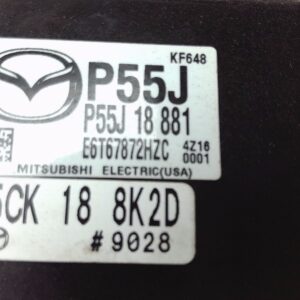 KF648
P55J
P55J 18 881
E6T67872HZC 4Z16
0001
MITSUBISHI ELECTRIC(USA)
5CK 18 8K2D
#9028